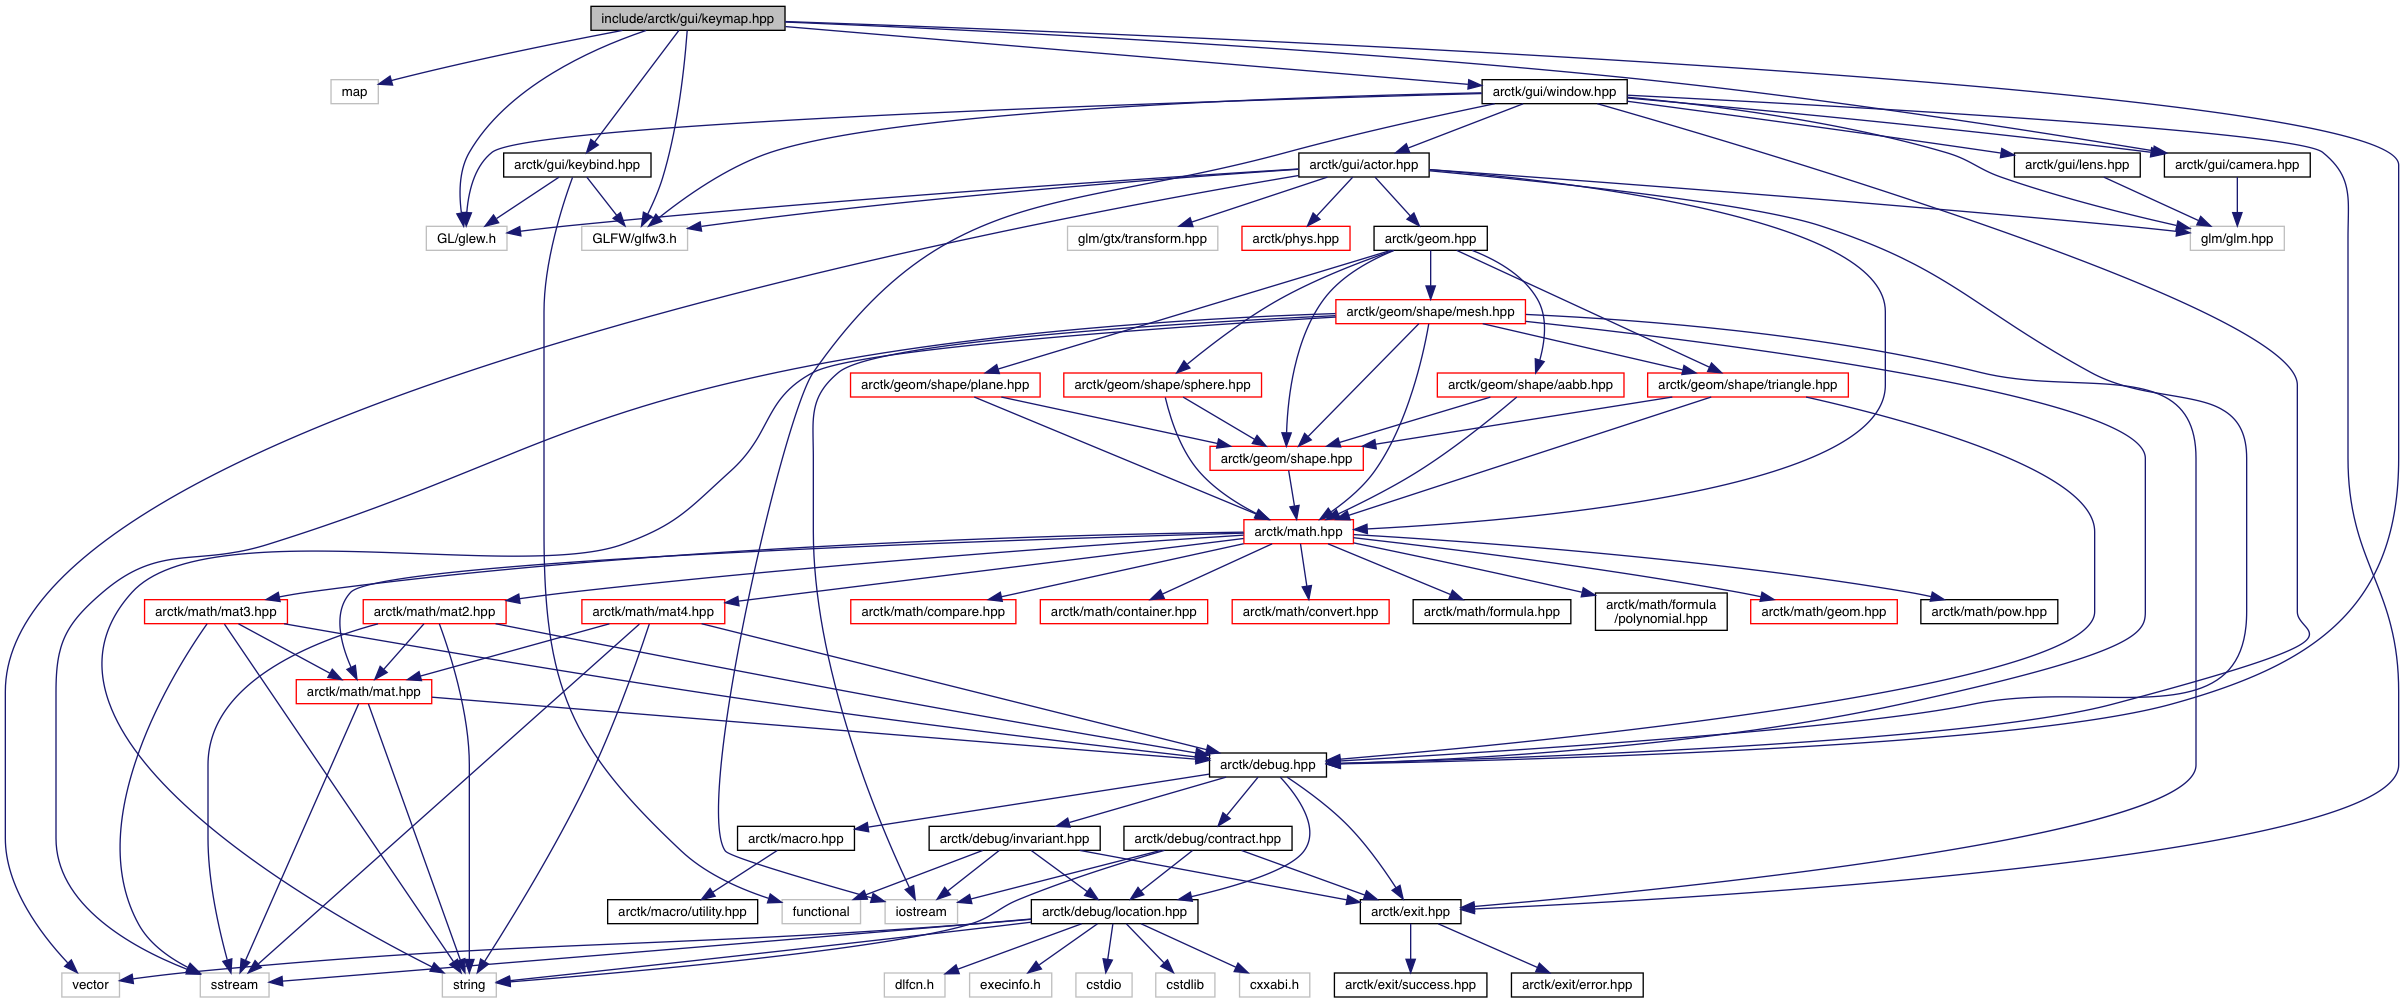 include/arctk/gui/keymap.hpp
map
arctk/gui/window.hpp
arctk/gui/keybind.hpp
arctk/gui/actor.hpp
arctk/gui/lens.hpp
arctk/gui/camera.hpp
GL/glew.h
GLFW/glfw3.h
glm/gtx/transform.hpp
arctk/phys.hpp
arctk/geom.hpp
glm/glm.hpp
arctk/geom/shape/mesh.hpp
arctk/geom/shape/plane.hpp
arctk/geom/shape/sphere.hpp
arctk/geom/shape/aabb.hpp
arctk/geom/shape/triangle.hpp
arctk/geom/shape.hpp
arctk/math.hpp
arctk/math/mat3.hpp
arctk/math/mat2.hpp
arctk/math/mat4.hpp
arctk/math/compare.hpp
arctk/math/container.hpp
arctk/math/convert.hpp
arctk/math/formula.hpp
arctk/math/formula
/polynomial.hpp
arctk/math/geom.hpp
arctk/math/pow.hpp
arctk/math/mat.hpp
arctk/debug.hpp
arctk/macro.hpp
arctk/debug/invariant.hpp
arctk/debug/contract.hpp
arctk/macro/utility.hpp
functional
iostream
arctk/debug/location.hpp
arctk/exit.hpp
vector
sstream
string
dlfcn.h
execinfo.h
cstdio
cstdlib
cxxabi.h
arctk/exit/success.hpp
arctk/exit/error.hpp